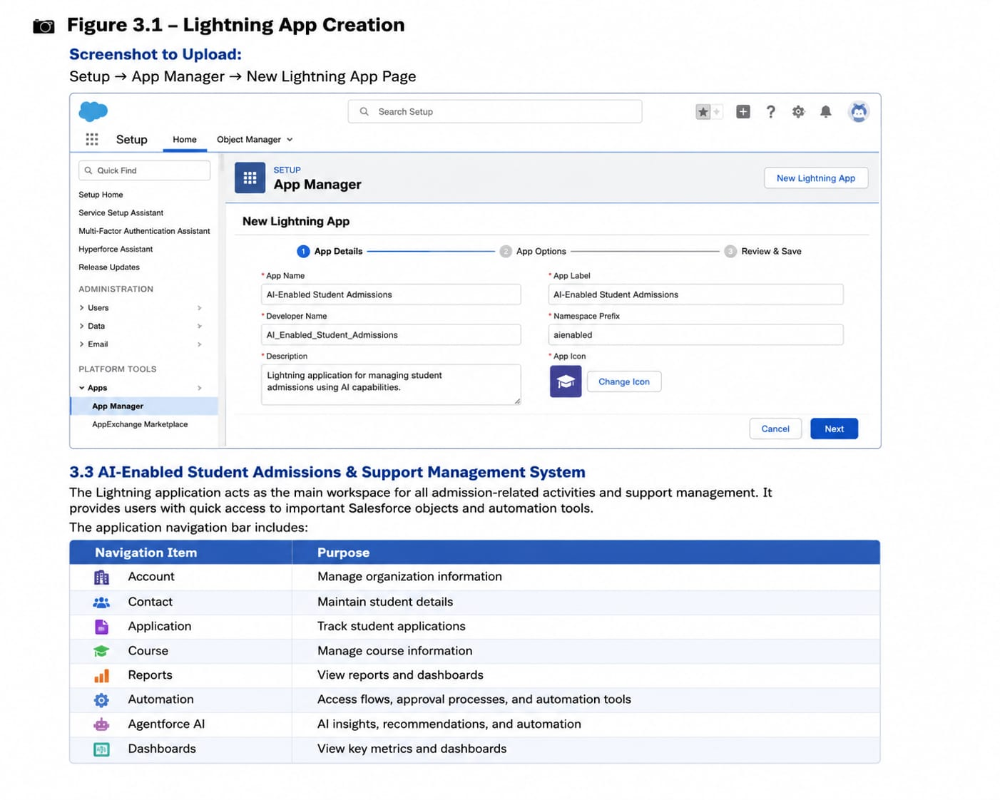 Figure 3.1 – Lightning App Creation
Screenshot to Upload:
Setup → App Manager → New Lightning App Page
Search Setup
Setup
Home
Object Manager
Quick Find
Setup Home
Service Setup Assistant
Multi-Factor Authentication Assistant
Hyperforce Assistant
Release Updates
ADMINISTRATION
Users
Data
Email
PLATFORM TOOLS
Apps
App Manager
AppExchange Marketplace
SETUP
App Manager
New Lightning App
New Lightning App
1 App Details
2 App Options
3 Review & Save
* App Name
* App Label
AI-Enabled Student Admissions
AI-Enabled Student Admissions
* Developer Name
* Namespace Prefix
AI_Enabled_Student_Admissions
aienabled
* Description
* App Icon
Lightning application for managing student
admissions using AI capabilities.
Change Icon
Cancel
Next
3.3 AI-Enabled Student Admissions & Support Management System
The Lightning application acts as the main workspace for all admission-related activities and support management. It
provides users with quick access to important Salesforce objects and automation tools.
The application navigation bar includes:
Navigation Item Purpose
Account Manage organization information
Contact Maintain student details
Application Track student applications
Course Manage course information
Reports View reports and dashboards
Automation Access flows, approval processes, and automation tools
Agentforce AI AI insights, recommendations, and automation
Dashboards View key metrics and dashboards